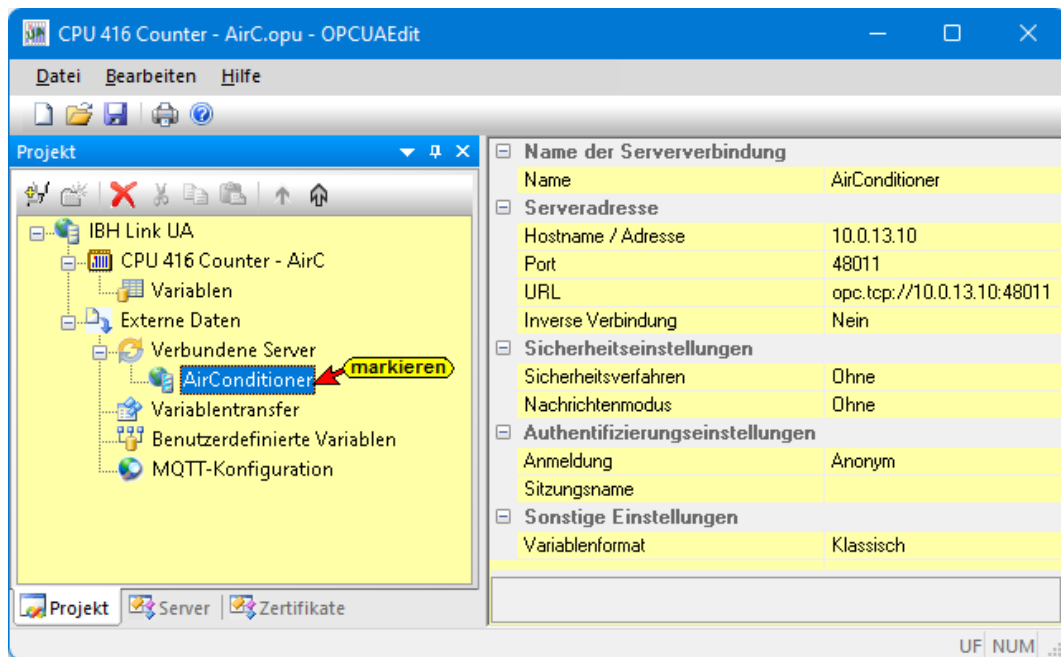 CPU 416 Counter - AirC.opu - OPCUAEdit
Datei Bearbeiten Hilfe
Projekt
IBH Link UA
CPU 416 Counter - AirC
Variablen
Externe Daten
Verbundene Server
AirConditioner
markieren
Variablentransfer
Benutzerdefinierte Variablen
MQTT-Konfiguration
Projekt Server Zertifikate
Name der Serververbindung
Name AirConditioner
Serveradresse
Hostname / Adresse 10.0.13.10
Port 48011
URL opc.tcp://10.0.13.10:48011
Inverse Verbindung Nein
Sicherheitseinstellungen
Sicherheitsverfahren Ohne
Nachrichtenmodus Ohne
Authentifizierungseinstellungen
Anmeldung Anonym
Sitzungsname
Sonstige Einstellungen
Variablenformat Klassisch
UF NUM